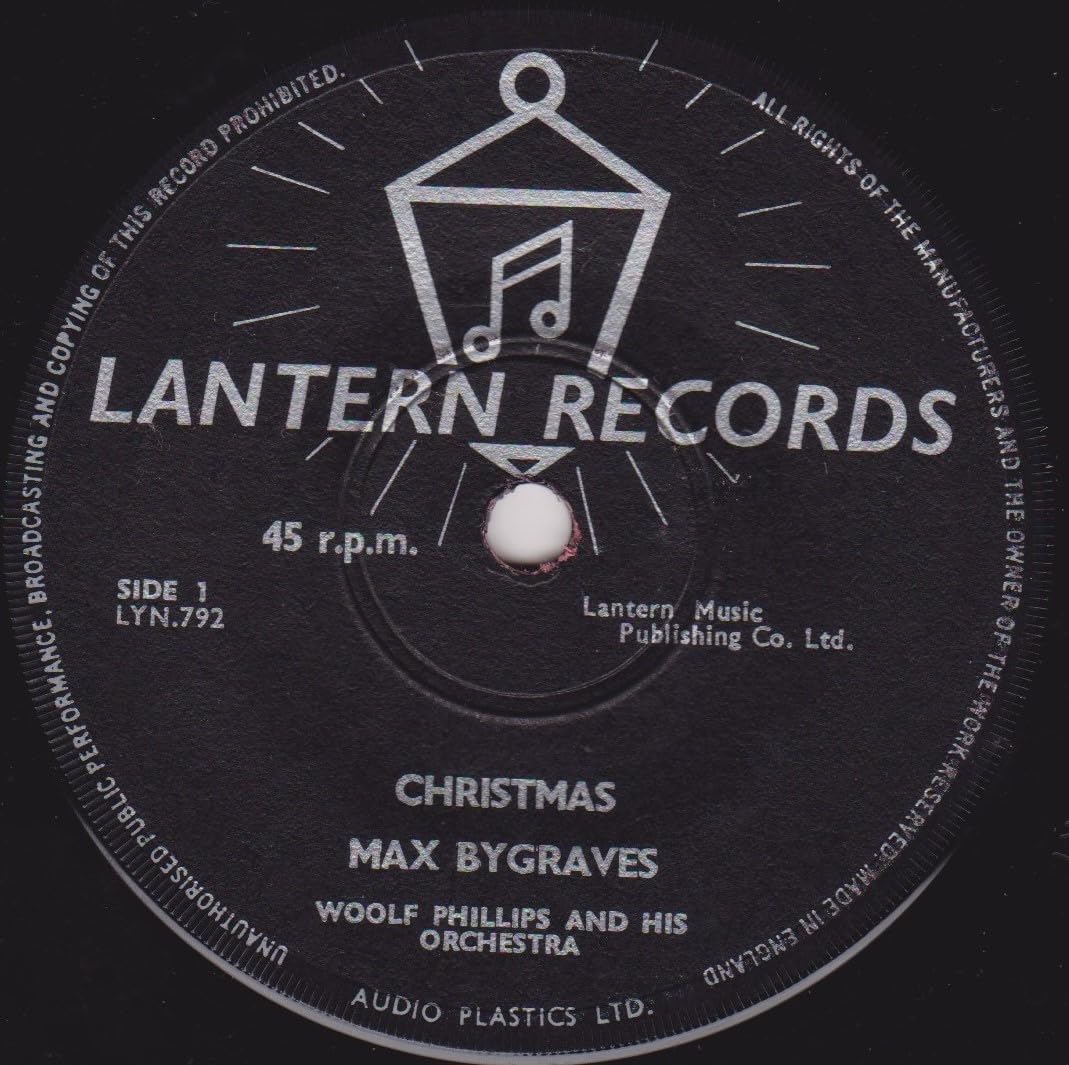 ALL RIGHTS OF THE MANUFACTURERS AND THE OWNER OF THE WORK RESERVED. MADE IN ENGLAND
UNAUTHORISED PUBLIC PERFORMANCE, BROADCASTING AND COPYING OF THIS RECORD PROHIBITED.
LANTERN RECORDS
45 r.p.m.
SIDE 1
LYN.792
Lantern Music
Publishing Co. Ltd.
CHRISTMAS
MAX BYGRAVES
WOOLF PHILLIPS AND HIS
ORCHESTRA
AUDIO PLASTICS LTD.